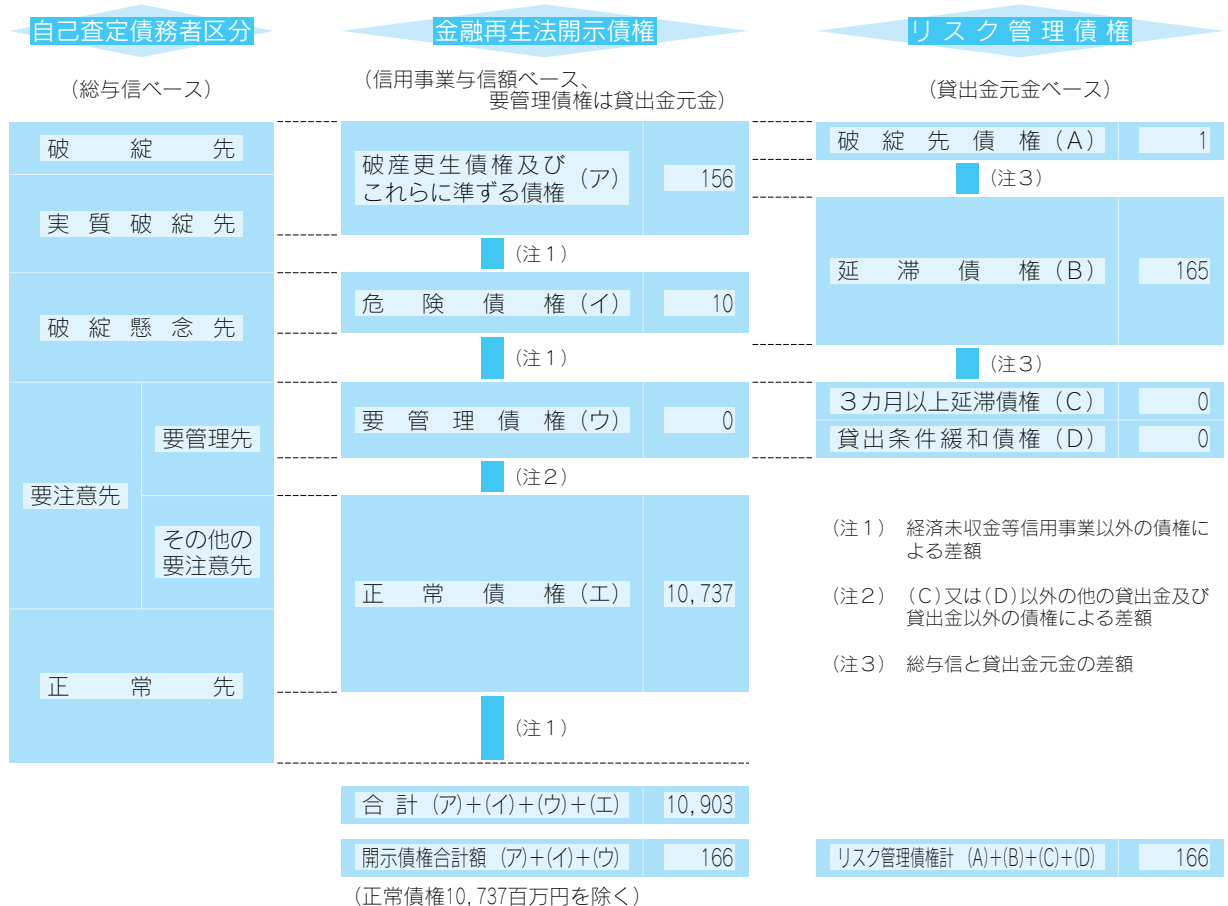 自己査定債務者区分
金融再生法開示債権
リスク管理債権
(総与信ベース)
(信用事業与信額ベース、
要管理債権は貸出金元金)
(貸出金元金ベース)
破綻先
実質破綻先
破綻懸念先
要注意先
要管理先
その他の
要注意先
正常先
破産更生債権及び
これらに準ずる債権 (ア) 156
(注1)
危険債権(イ) 10
(注1)
要管理債権(ウ) 0
(注2)
正常債権(エ) 10,737
(注1)
合計 (ア)+(イ)+(ウ)+(エ) 10,903
開示債権合計額 (ア)+(イ)+(ウ) 166
(正常債権10,737百万円を除く)
破綻先債権(A) 1
(注3)
延滞債権(B) 165
(注3)
3カ月以上延滞債権(C) 0
貸出条件緩和債権(D) 0
(注1) 経済未収金等信用事業以外の債権に
よる差額
(注2) (C)又は(D)以外の他の貸出金及び
貸出金以外の債権による差額
(注3) 総与信と貸出金元金の差額
リスク管理債権計 (A)+(B)+(C)+(D) 166